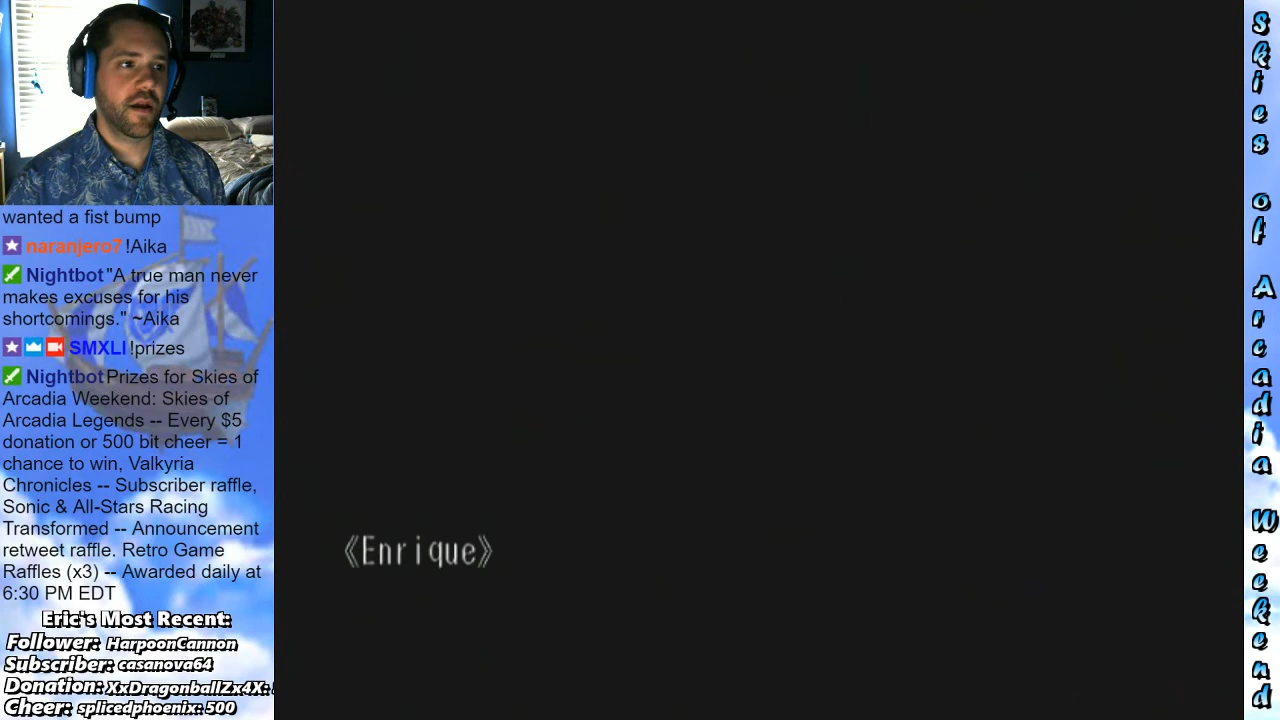 wanted a fist bump
naranjero7 !Aika
Nightbot "A true man never
makes excuses for his
shortcomings." ~Aika
SMXLI !prizes
Nightbot Prizes for Skies of
Arcadia Weekend: Skies of
Arcadia Legends -- Every $5
donation or 500 bit cheer = 1
chance to win, Valkyria
Chronicles -- Subscriber raffle,
Sonic & All-Stars Racing
Transformed -- Announcement
retweet raffle. Retro Game
Raffles (x3) -- Awarded daily at
6:30 PM EDT
Eric's Most Recent:
Follower: HarpoonCannon
Subscriber: casanova64
Donation: XxDragonballZx4X:
Cheer: splicedphoenix: 500
《Enrique》
Skies of Arcadia Weekend